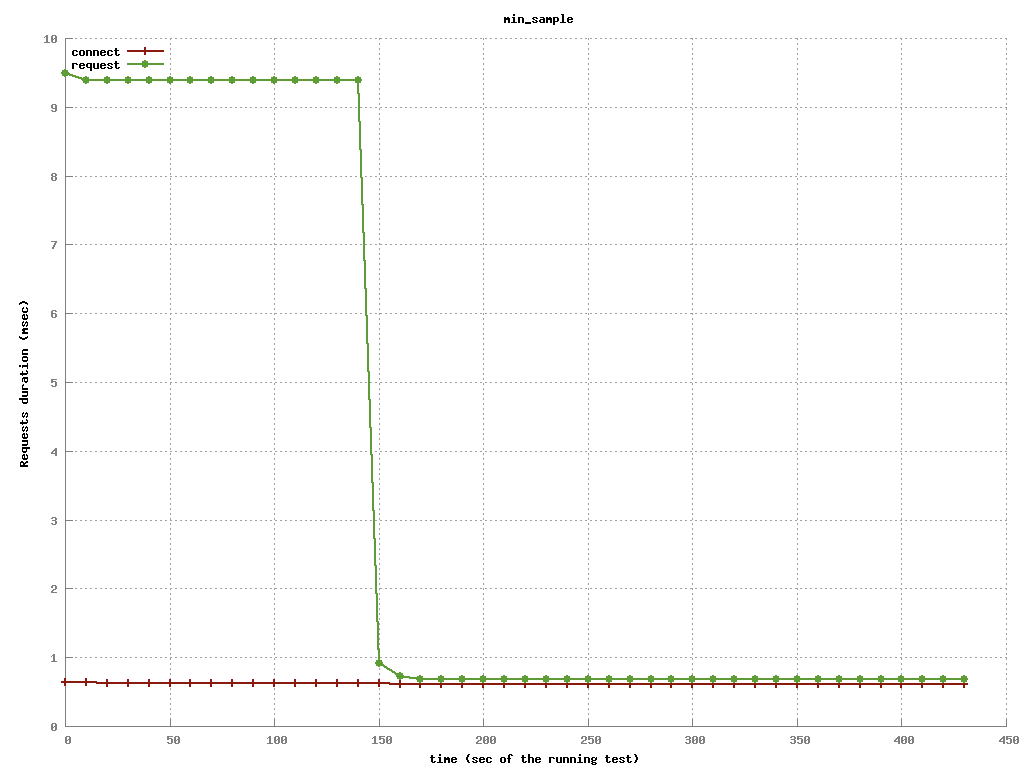 min_sample
connect
request
10
9
8
7
6
5
4
3
2
1
0
Requests duration (msec)
0 50 100 150 200 250 300 350 400 450
time (sec of the running test)